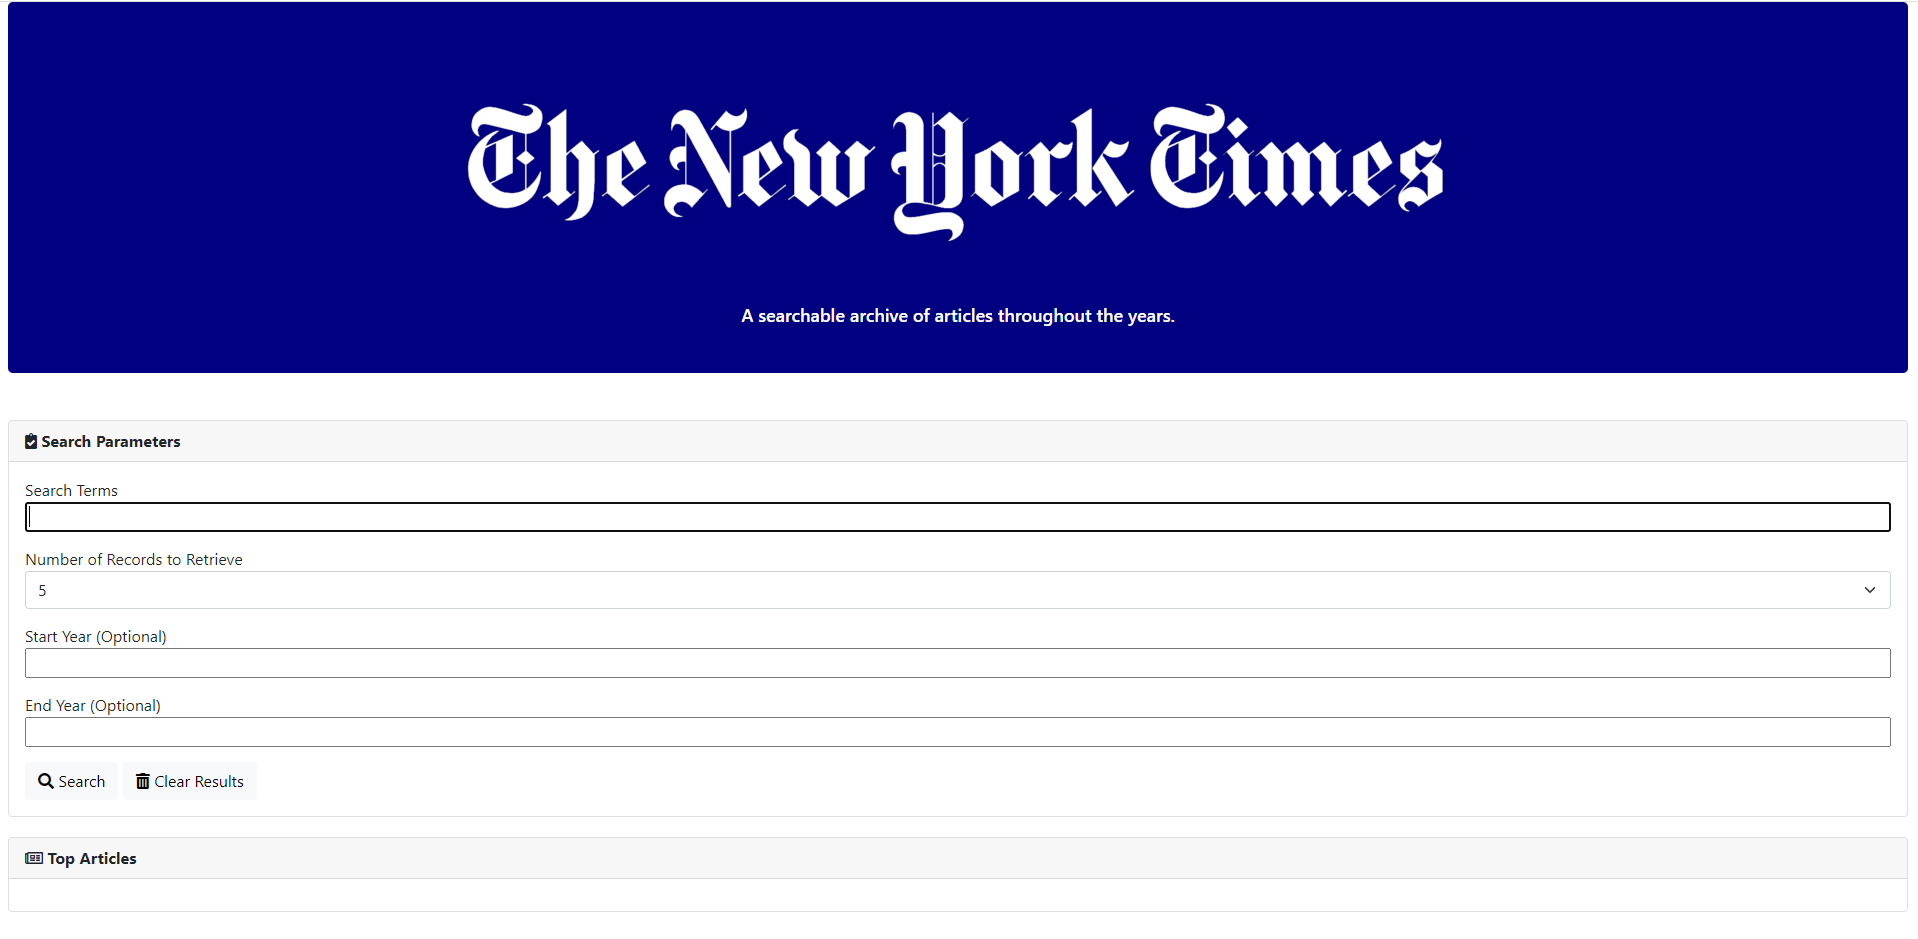 The New York Times
A searchable archive of articles throughout the years.
Search Parameters
Search Terms
Number of Records to Retrieve
5
Start Year (Optional)
End Year (Optional)
Search Clear Results
Top Articles